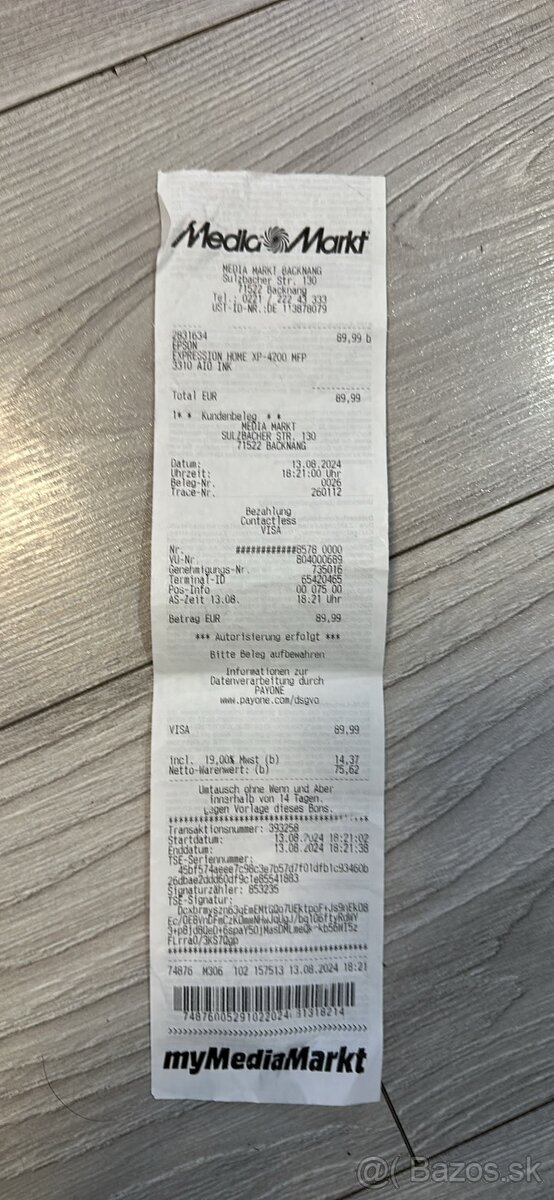 Media Markt
MEDIA MARKT BACKNANG
Sulzbacher Str. 130
71522 Backnang
Tel.: 0221 / 222 43 333
UST-ID-NR.:DE 113878079
2831634 89,99 b
EPSON
EXPRESSION HOME XP-4200 MFP
3310 AIO INK
Total EUR 89,99
1* * Kundenbeleg * *
MEDIA MARKT
SULZBACHER STR. 130
71522 BACKNANG
Datum: 13.08.2024
Uhrzeit: 18:21:00 Uhr
Beleg-Nr. 0026
Trace-Nr. 260112
Bezahlung
Contactless
VISA
Nr. ############8578 0000
VU-Nr. 804000689
Genehmigungs-Nr. 735016
Terminal-ID 65420465
Pos-Info 00 075 00
AS-Zeit 13.08. 18:21 Uhr
Betrag EUR 89,99
*** Autorisierung erfolgt ***
Bitte Beleg aufbewahren
Informationen zur
Datenverarbeitung durch
PAYONE
www.payone.com/dsgvo
VISA 89,99
incl. 19,00% Mwst (b) 14,37
Netto-Warenwert: (b) 75,62
Umtausch ohne Wenn und Aber
innerhalb von 14 Tagen.
gegen Vorlage dieses Bons.
Transaktionsnummer: 393258
Startdatum: 13.08.2024 18:21:02
Enddatum: 13.08.2024 18:21:38
TSE-Seriennummer:
Signaturzähler: 853235
TSE-Signatur:
74876 M306 102 157513 13.08.2024 18:21
myMediaMarkt
@( Bazos.sk